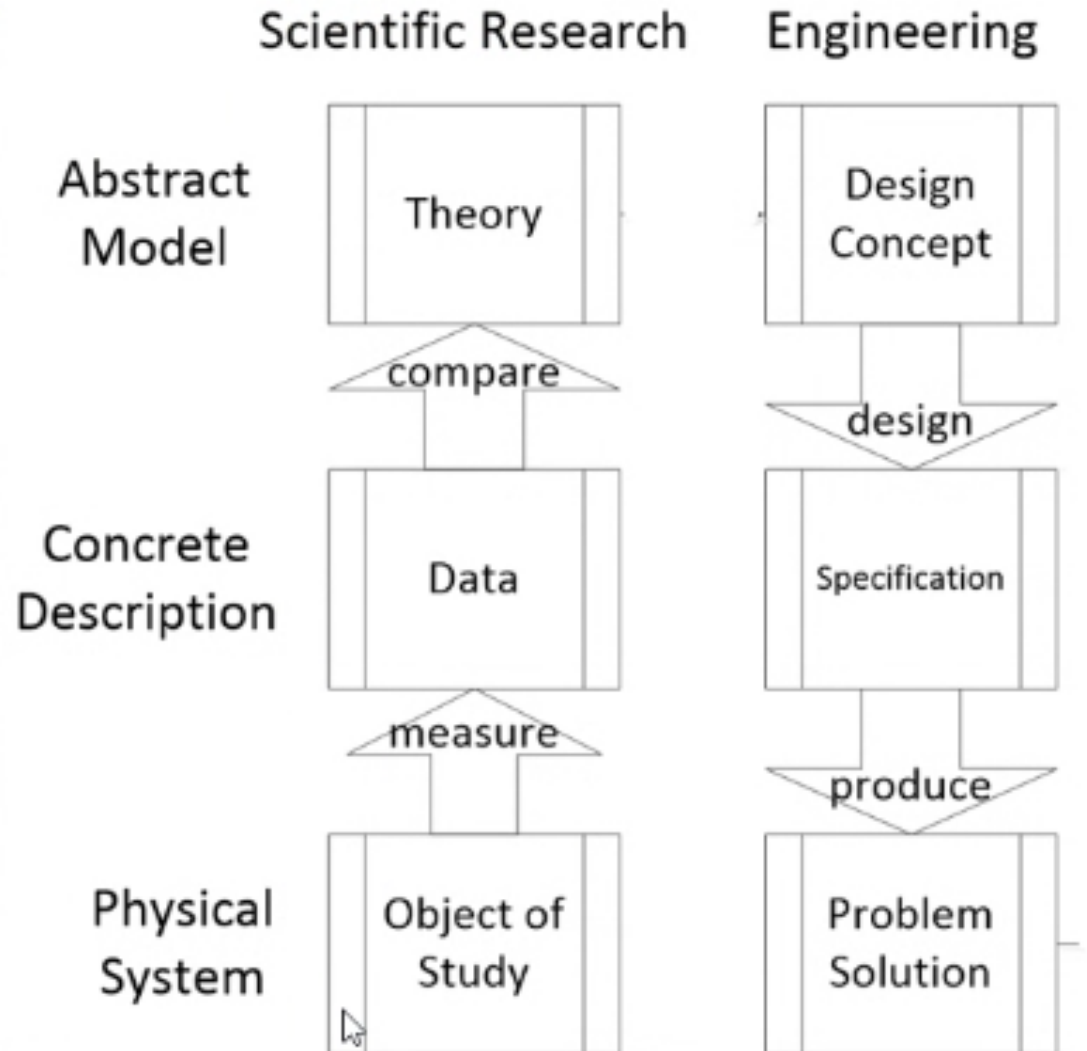 Scientific Research
Engineering
Abstract
Model
Theory
Design
Concept
compare
design
Concrete
Description
Data
Specification
measure
produce
Physical
System
Object of
Study
Problem
Solution